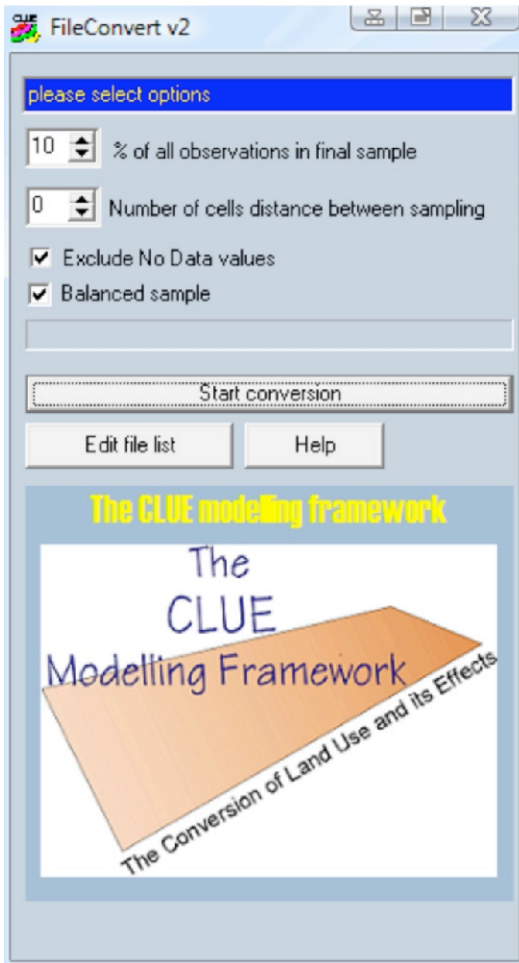 CLUE
FileConvert v2
please select options
10 % of all observations in final sample
0 Number of cells distance between sampling
Exclude No Data values
Balanced sample
Start conversion
Edit file list
Help
The CLUE modelling framework
The
CLUE
Modelling Framework
The Conversion of Land Use and its Effects